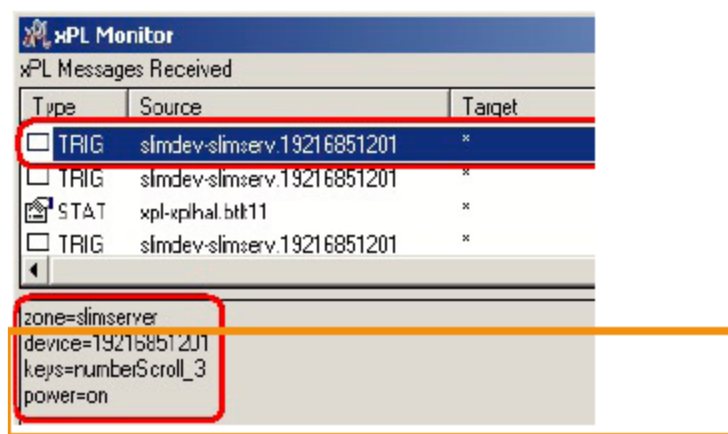 xPL Monitor
xPL Messages Received
Type Source Target
TRIG slimdev-slimserv.19216851201 *
TRIG slimdev-slimserv.19216851201 *
STAT xpl-xplhal.btk11 *
TRIG slimdev-slimserv.19216851201 *
zone=slimserver
device=19216851201
keys=numberScroll_3
power=on